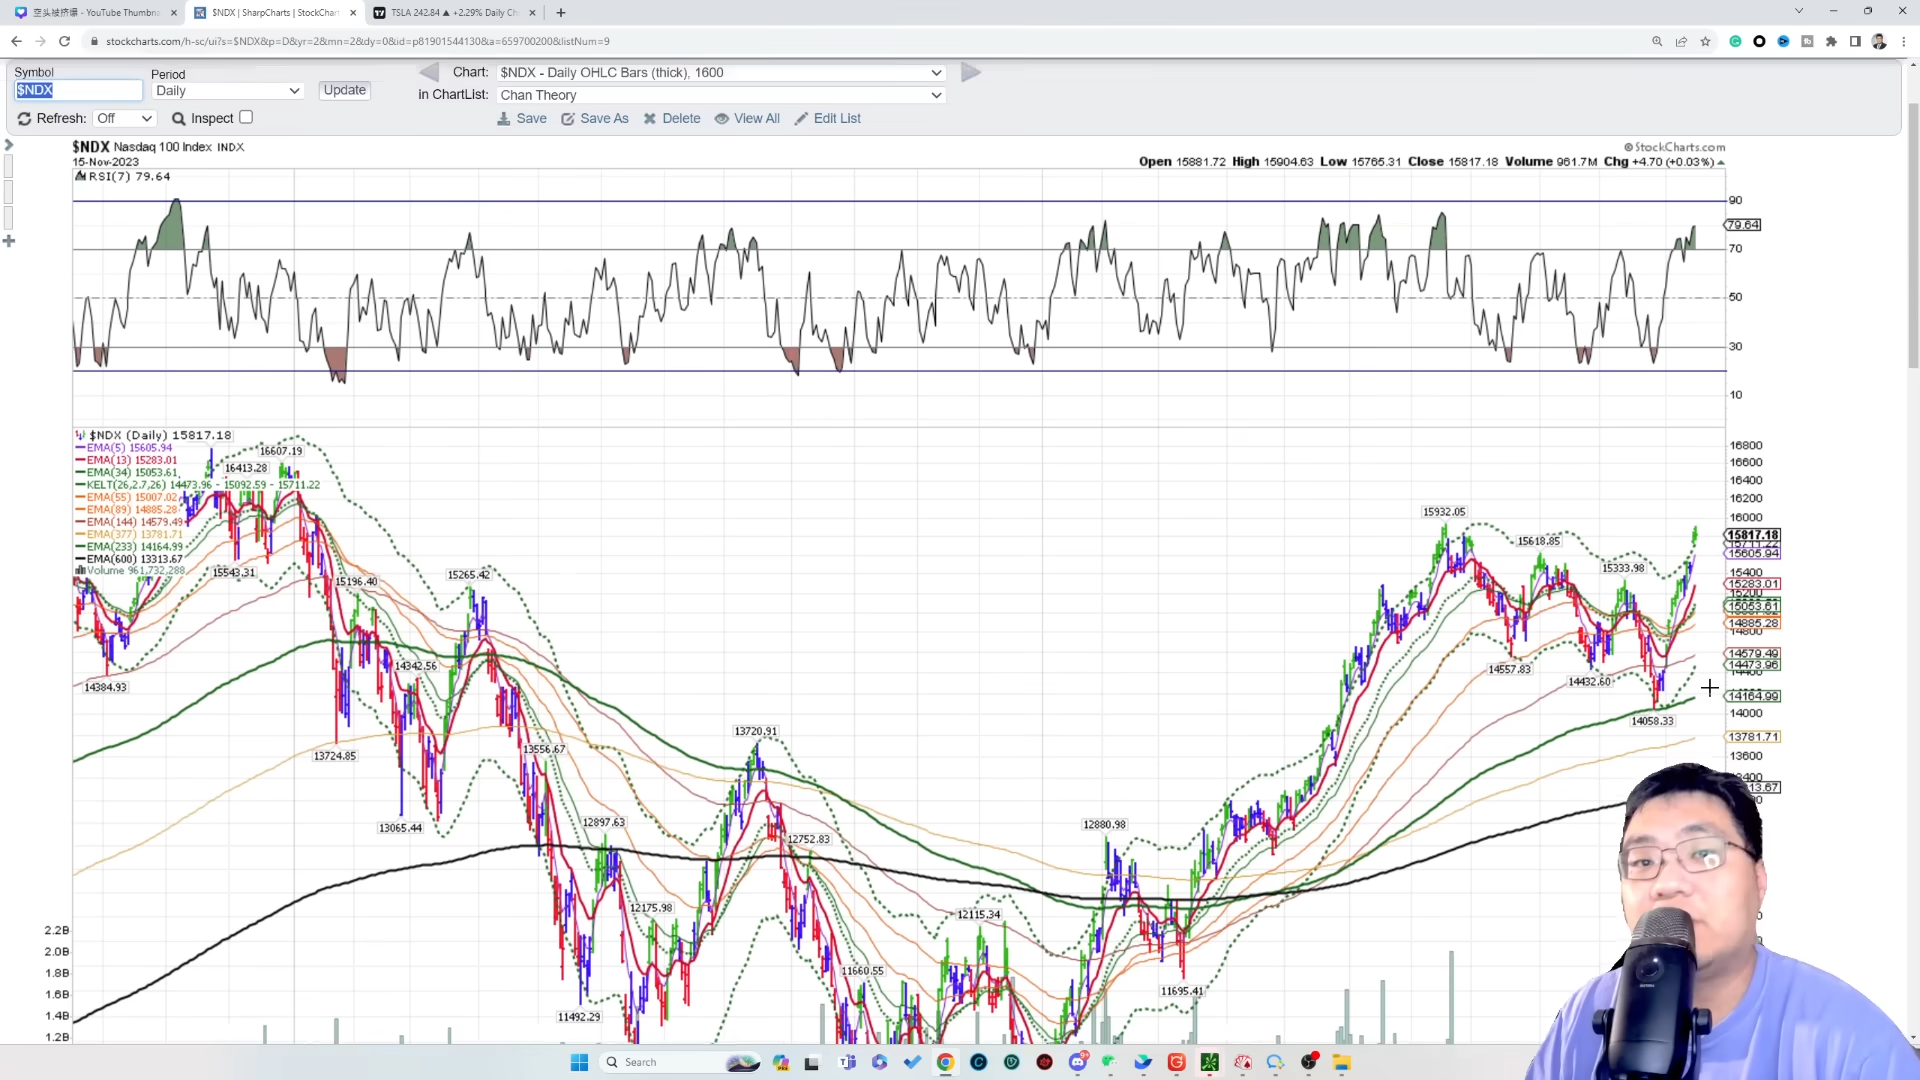 空头被挤爆 - YouTube Thumbna
$NDX | SharpCharts | StockChart
TSLA 242.84 ▲ +2.29% Daily Ch
stockcharts.com/h-sc/ui?s=$NDX&p=D&yr=2&mn=2&dy=0&id=p81901544130&a=659700200&listNum=9
Symbol
Period
Chart:
$NDX - Daily OHLC Bars (thick), 1600
$NDX
Daily
Update
in ChartList:
Chan Theory
Refresh:
Off
Inspect
Save
Save As
Delete
View All
Edit List
$NDX Nasdaq 100 Index INDX
© StockCharts.com
15-Nov-2023
Open 15881.72 High 15904.63 Low 15765.31 Close 15817.18 Volume 961.7M Chg +4.70 (+0.03%)
RSI(7) 79.64
90
79.64
70
50
30
10
$NDX (Daily) 15817.18
EMA(5) 15605.94
EMA(13) 15283.01
EMA(34) 15053.61
KELT(26,2.7,26) 14473.96 - 15092.59 - 15711.22
EMA(55) 15007.02
EMA(89) 14885.28
EMA(144) 14579.49
EMA(377) 13781.71
EMA(233) 14164.99
EMA(600) 13313.67
Volume 961,732,288
16607.19
16413.28
15543.31
15196.40
15265.42
14384.93
14342.56
13724.85
13065.44
13556.67
12897.63
12175.98
11492.29
13720.91
12752.83
11660.55
12115.34
12880.98
11695.41
15932.05
15618.85
15333.98
14557.83
14432.60
14058.33
16800
16600
16400
16200
16000
15817.18
15711.22
15605.94
15400
15283.01
15200
15053.61
14885.28
14800
14579.49
14473.96
14400
14164.99
14000
13781.71
13600
13400
13.67
2.2B
2.0B
1.8B
1.6B
1.4B
1.2B
Search